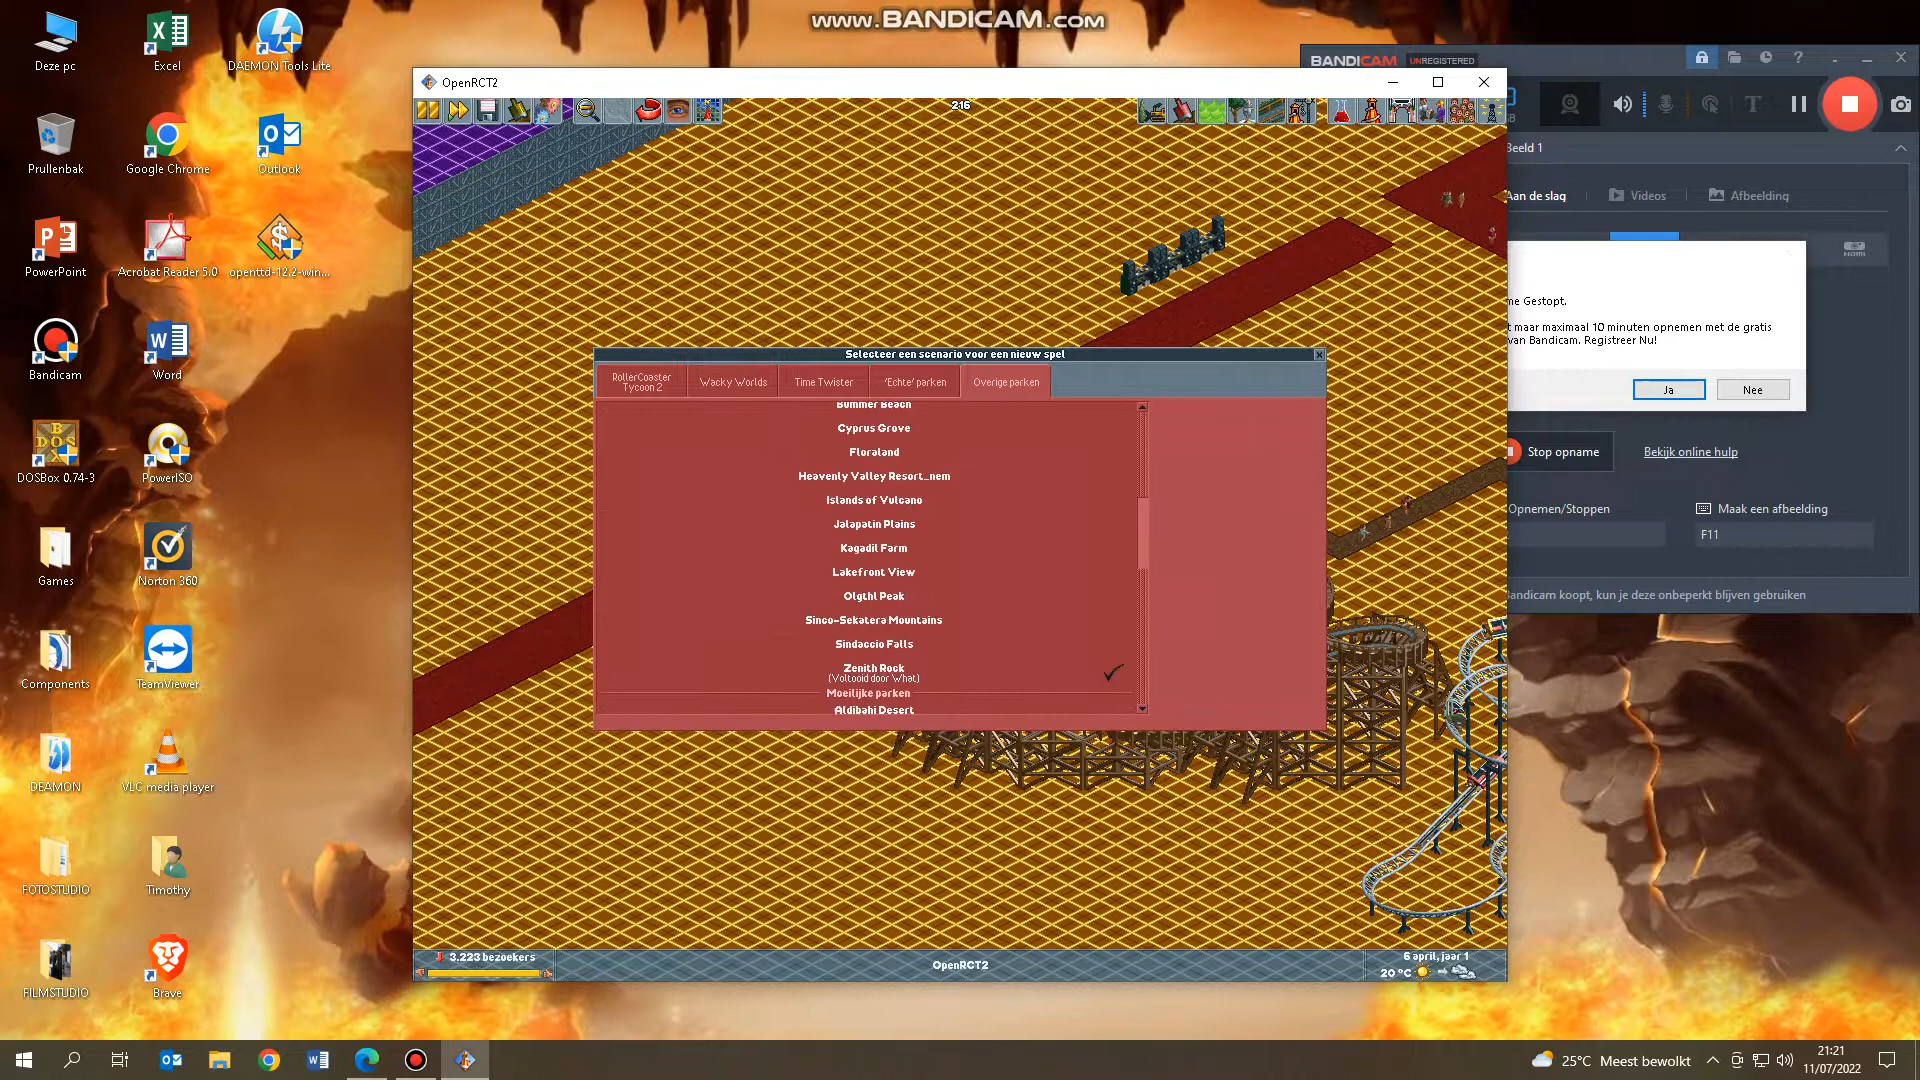 www.BANDICAM.com
Deze pc
Excel
DAEMON Tools Lite
Prullenbak
Google Chrome
Outlook
PowerPoint
Acrobat Reader 5.0
openttd-12.2-win...
Bandicam
Word
DOSBox 0.74-3
PowerISO
Games
Norton 360
Components
TeamViewer
DEAMON
VLC media player
FOTOSTUDIO
Timothy
FILMSTUDIO
Brave
OpenRCT2
216
Selecteer een scenario voor een nieuw spel
RollerCoaster
Tycoon 2
Wacky Worlds
Time Twister
'Echte' parken
Overige parken
Bummer Beach
Cyprus Grove
Floraland
Heavenly Valley Resort_nem
Islands of Vulcano
Jalapatin Plains
Kagadil Farm
Lakefront View
Olgthl Peak
Sinco-Sekatera Mountains
Sindaccio Falls
Zenith Rock
(Voltooid door What)
Moeilijke parken
Aldibahi Desert
3.223 bezoekers
OpenRCT2
6 april, jaar 1
20°C
BANDICAM UNREGISTERED
Beeld 1
Aan de slag
Videos
Afbeelding
me Gestopt.
t maar maximaal 10 minuten opnemen met de gratis
van Bandicam. Registreer Nu!
Ja
Nee
Stop opname
Bekijk online hulp
Opnemen/Stoppen
Maak een afbeelding
F11
andicam koopt, kun je deze onbeperkt blijven gebruiken
25°C Meest bewolkt
21:21
11/07/2022